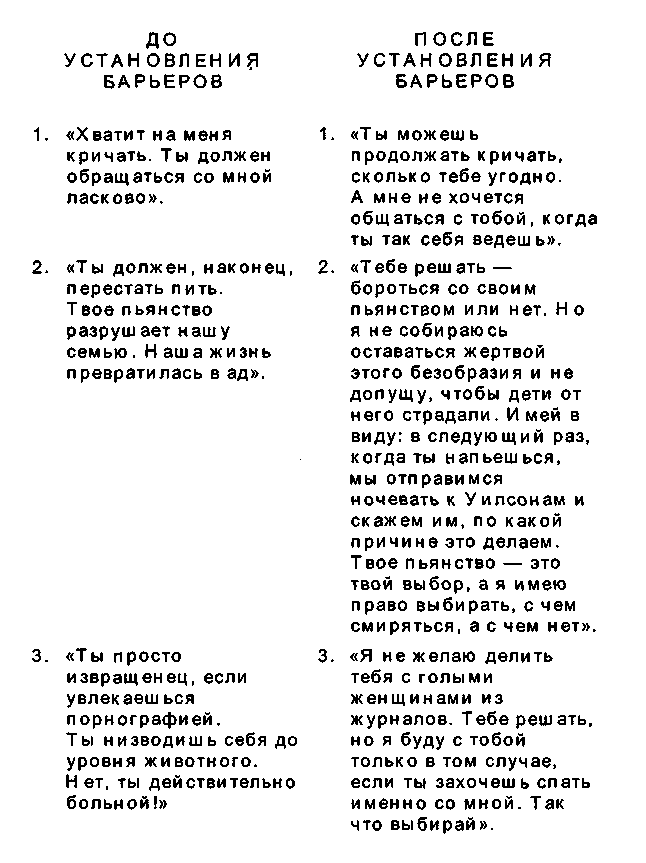 ДО
УСТАНОВЛЕНИЯ
БАРЬЕРОВ
1. «Хватит на меня
кричать. Ты должен
обращаться со мной
ласково».
2. «Ты должен, наконец,
перестать пить.
Твое пьянство
разрушает нашу
семью. Наша жизнь
превратилась в ад».
3. «Ты просто
извращенец, если
увлекаешься
порнографией.
Ты низводишь себя до
уровня животного.
Нет, ты действительно
больной!»
ПОСЛЕ
УСТАНОВЛЕНИЯ
БАРЬЕРОВ
1. «Ты можешь
продолжать кричать,
сколько тебе угодно.
А мне не хочется
общаться с тобой, когда
ты так себя ведешь».
2. «Тебе решать —
бороться со своим
пьянством или нет. Но
я не собираюсь
оставаться жертвой
этого безобразия и не
допущу, чтобы дети от
него страдали. Имей в
виду: в следующий раз,
когда ты напьешься,
мы отправимся
ночевать к Уилсонам и
скажем им, по какой
причине это делаем.
Твое пьянство — это
твой выбор, а я имею
право выбирать, с чем
смиряться, а с чем нет».
3. «Я не желаю делить
тебя с голыми
женщинами из
журналов. Тебе решать,
но я буду с тобой
только в том случае,
если ты захочешь спать
именно со мной. Так
что выбирай».